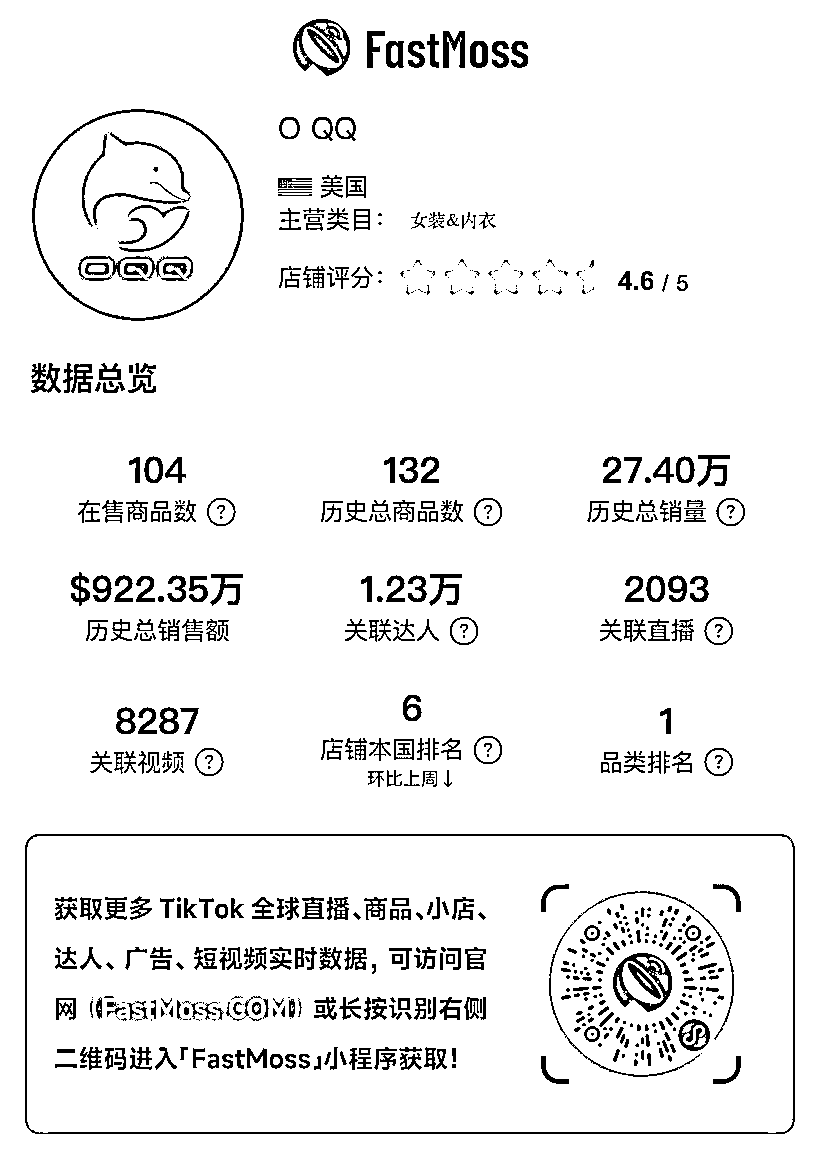 FastMoss
O QQ
美国
主营类目： 女装&内衣
店铺评分： 4.6 / 5
OQQ
数据总览
104 132 27.40万
在售商品数 ? 历史总商品数 ? 历史总销量 ?
$922.35万 1.23万 2093
历史总销售额 关联达人 ? 关联直播 ?
8287 6 1
关联视频 ? 店铺本国排名 ? 品类排名 ?
环比上周↓
获取更多 TikTok 全球直播、商品、小店、
达人、广告、短视频实时数据，可访问官
网（FastMoss.COM）或长按识别右侧
二维码进入「FastMoss」小程序获取！